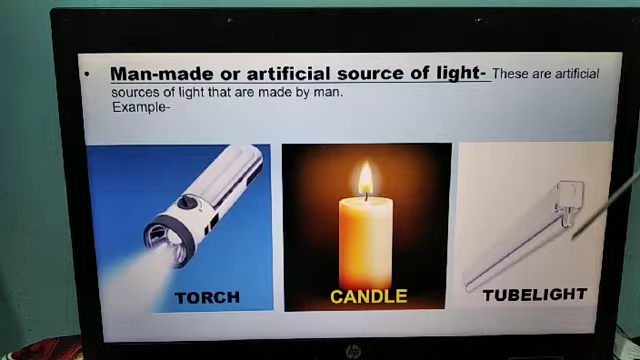 • Man-made or artificial source of light- These are artificial
sources of light that are made by man.
Example-
TORCH
CANDLE
TUBELIGHT
hp